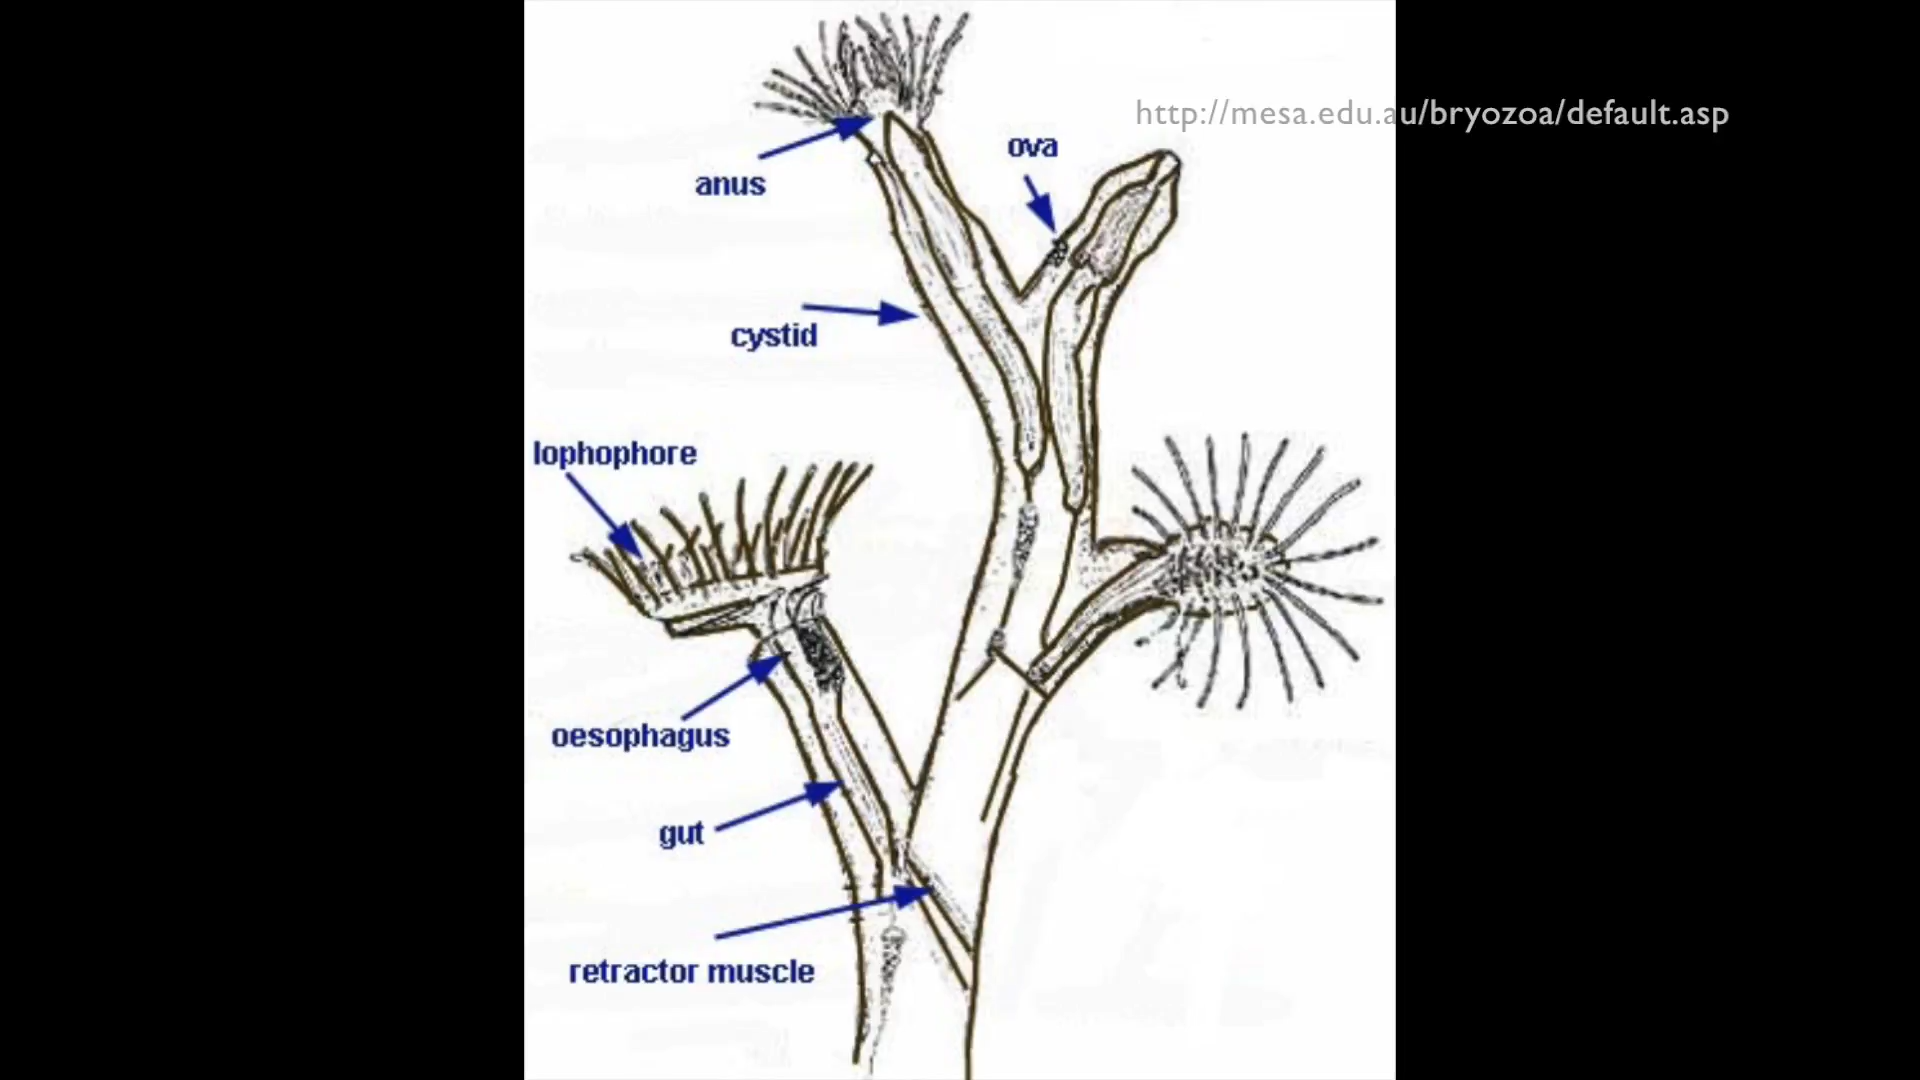 http://mesa.edu.au/bryozoa/default.asp
ova
anus
cystid
lophophore
oesophagus
gut
retractor muscle